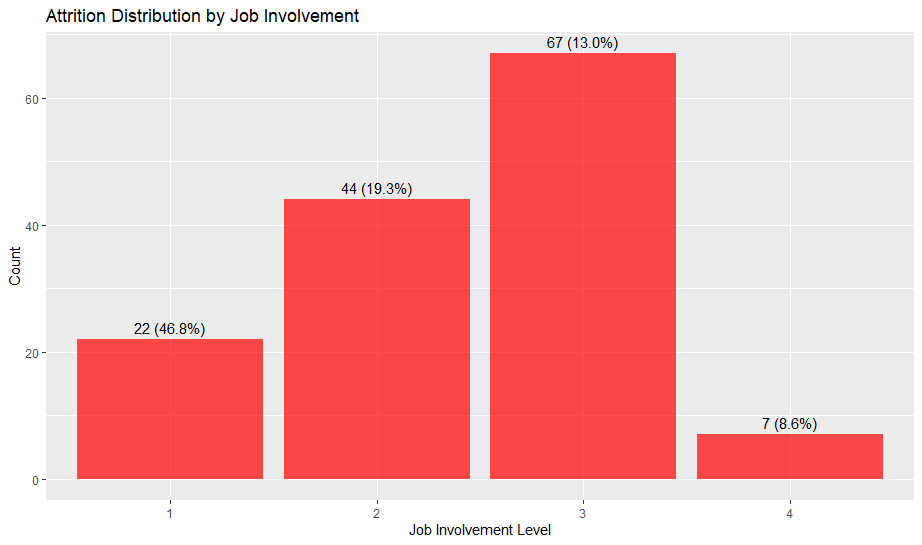 Attrition Distribution by Job Involvement
67 (13.0%)
60
44 (19.3%)
40
Count
22 (46.8%)
20
7 (8.6%)
0
1 2 3 4
Job Involvement Level